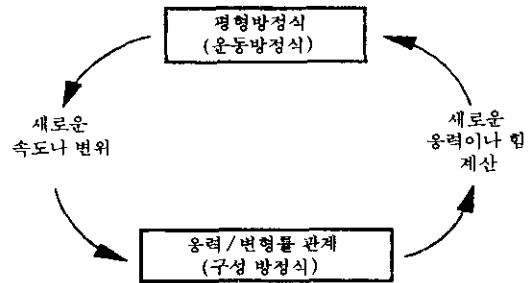 평형방정식
(운동방정식)
새로운
속도나 변위
새로운
응력이나 힘
계산
응력/변형률 관계
(구성 방정식)